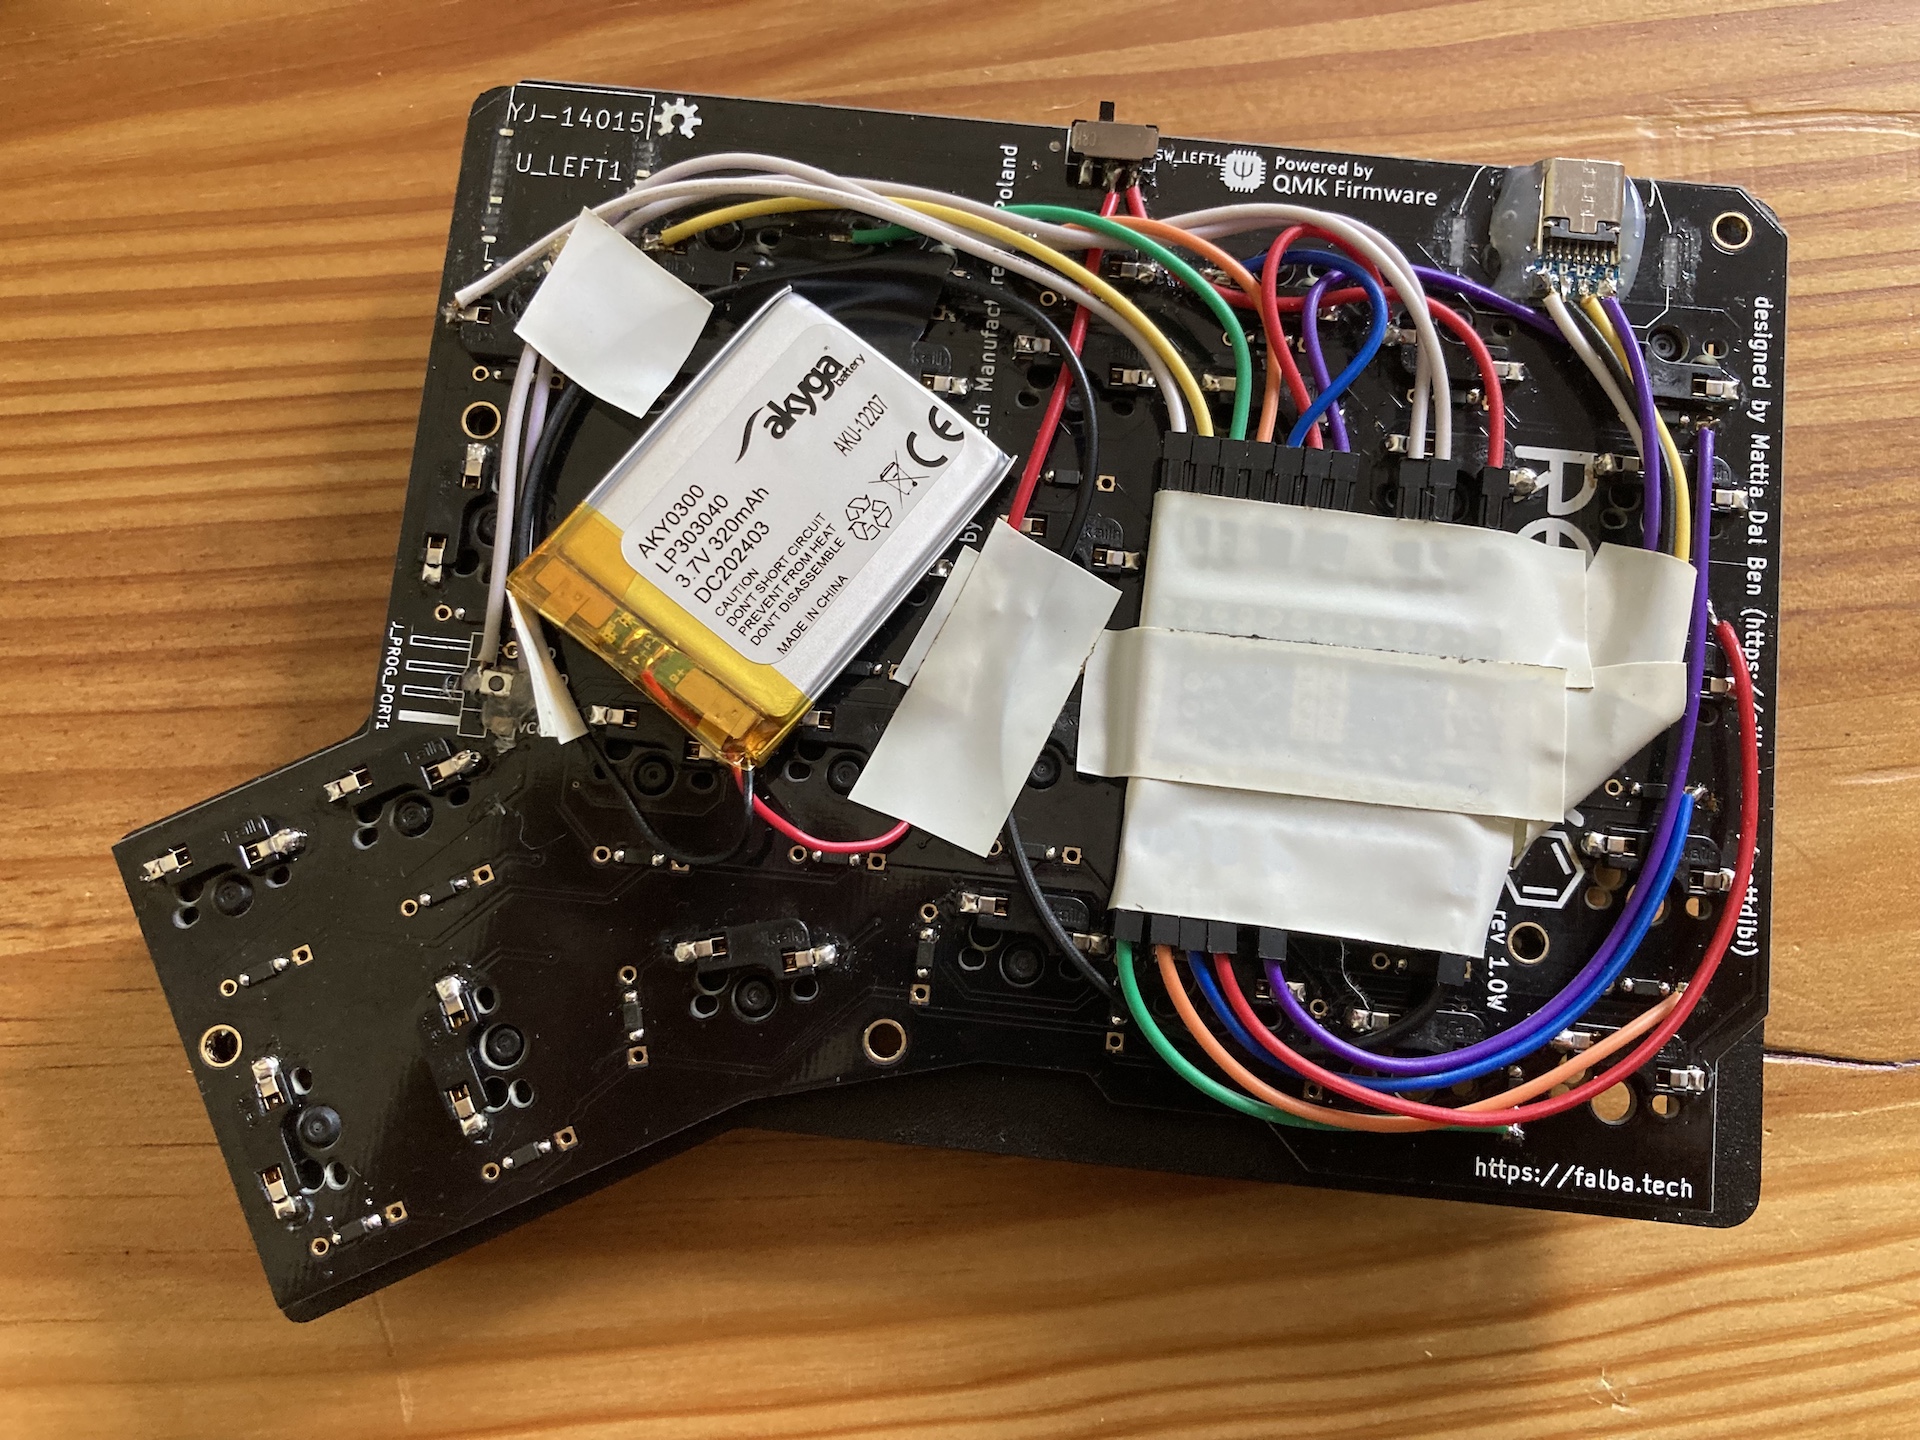 YJ-14015
U_LEFT1
SW_LEFT1
Powered by
QMK Firmware
Poland
akyga
battery
AKU-12207
CE
AKY0300
LP303040
3.7V 320mAh
DC202403
CAUTION
DON'T SHORT CIRCUIT
PREVENT FROM HEAT
DON'T DISASSEMBLE
MADE IN CHINA
J_PROG_PORT1
designed by Mattia Dal Ben
rev 1.0W
https://falba.tech